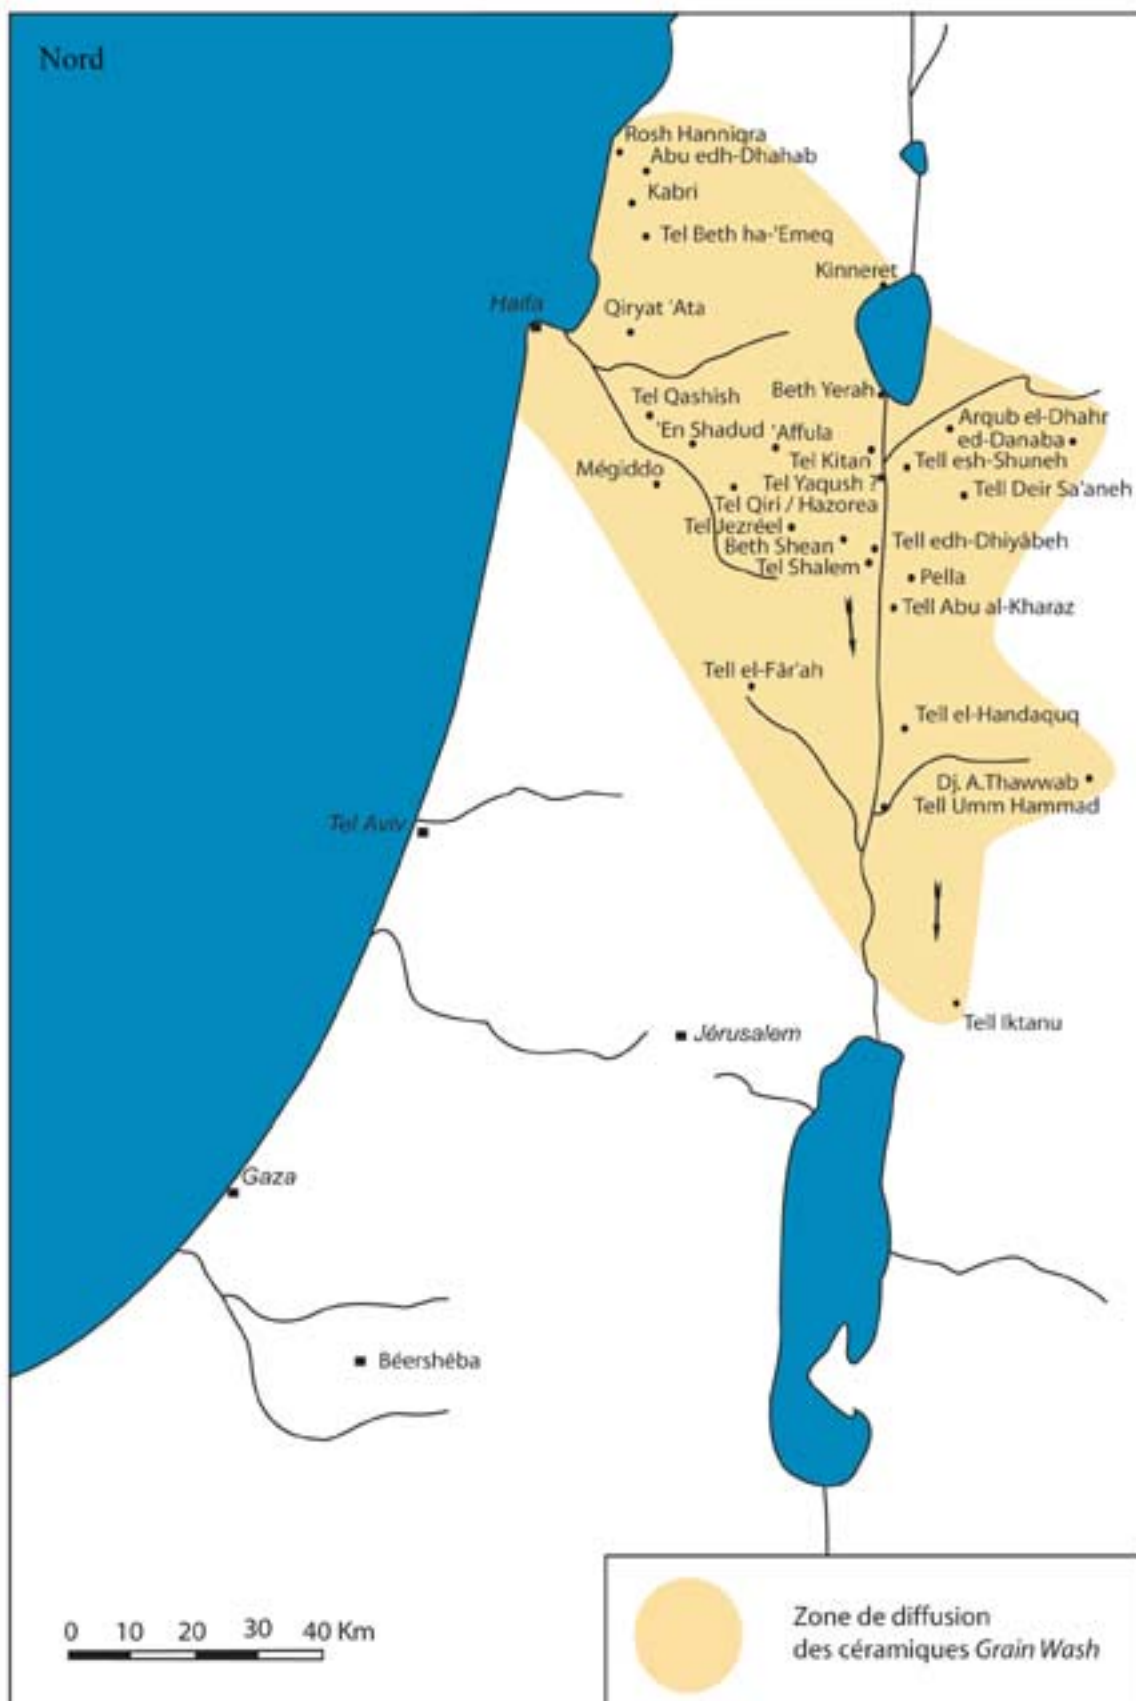 Nord
Rosh Hanniqra
Abu edh-Dhahab
Kabri
Tel Beth ha-'Emeq
Kinneret
Haifa
Qiryat 'Ata
Beth Yerah
Tel Qashish
'En Shadud
'Affula
Arqub el-Dhahr
ed-Danaba
Tel Kitan
Tell esh-Shuneh
Mégiddo
Tel Yaqush ?
Tell Deir Sa'aneh
Tel Qiri / Hazorea
Tel Jezréel
Beth Shean
Tell edh-Dhiyâbeh
Tel Shalem
Pella
Tell Abu al-Kharaz
Tell el-Fâr'ah
Tell el-Handaquq
Dj. A.Thawwab
Tell Umm Hammad
Tel Aviv
Tell Iktanu
Jérusalem
Gaza
Béershéba
0 10 20 30 40 Km
Zone de diffusion
des céramiques Grain Wash